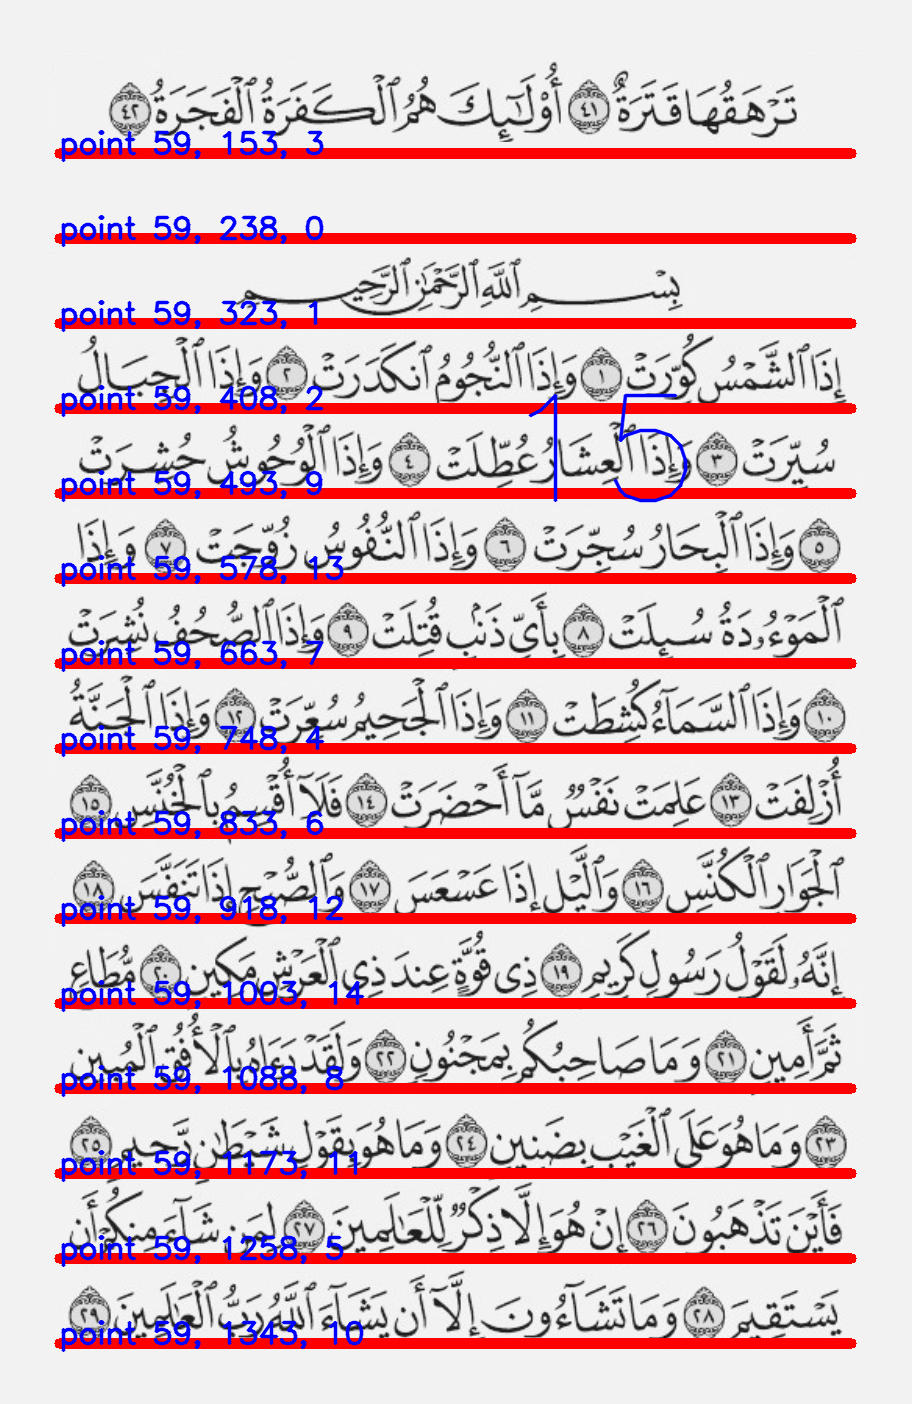 تَرْهَقُهَا قَتَرَةٌ ٤١ أُوْلَٰٓئِكَ هُمُ ٱلْكَفَرَةُ ٱلْفَجَرَةُ ٤٢
point 59, 153, 3
point 59, 238, 0
بِسْمِ ٱللَّهِ ٱلرَّحْمَٰنِ ٱلرَّحِيمِ
point 59, 323, 1
إِذَا ٱلشَّمْسُ كُوِّرَتْ ١ وَإِذَا ٱلنُّجُومُ ٱنكَدَرَتْ ٢ وَإِذَا ٱلْجِبَالُ
point 59, 408, 2
15
سُيِّرَتْ ٣ وَإِذَا ٱلْعِشَارُ عُطِّلَتْ ٤ وَإِذَا ٱلْوُحُوشُ حُشِرَتْ
point 59, 493, 9
٥ وَإِذَا ٱلْبِحَارُ سُجِّرَتْ ٦ وَإِذَا ٱلنُّفُوسُ زُوِّجَتْ ٧ وَإِذَا
point 59, 578, 13
ٱلْمَوْءُۥدَةُ سُئِلَتْ ٨ بِأَىِّ ذَنۢبٍ قُتِلَتْ ٩ وَإِذَا ٱلصُّحُفُ نُشِرَتْ
point 59, 663, 7
١٠ وَإِذَا ٱلسَّمَآءُ كُشِطَتْ ١١ وَإِذَا ٱلْجَحِيمُ سُعِّرَتْ ١٢ وَإِذَا ٱلْجَنَّةُ
point 59, 748, 4
أُزْلِفَتْ ١٣ عَلِمَتْ نَفْسٌ مَّآ أَحْضَرَتْ ١٤ فَلَآ أُقْسِمُ بِٱلْخُنَّسِ ١٥
point 59, 833, 6
ٱلْجَوَارِ ٱلْكُنَّسِ ١٦ وَٱلَّيْلِ إِذَا عَسْعَسَ ١٧ وَٱلصُّبْحِ إِذَا تَنَفَّسَ ١٨
point 59, 918, 12
إِنَّهُۥ لَقَوْلُ رَسُولٍ كَرِيمٍ ١٩ ذِى قُوَّةٍ عِندَ ذِى ٱلْعَرْشِ مَكِينٍ ٢٠ مُّطَاعٍ
point 59, 1003, 14
ثَمَّ أَمِينٍ ٢١ وَمَا صَاحِبُكُم بِمَجْنُونٍ ٢٢ وَلَقَدْ رَءَاهُ بِٱلْأُفُقِ ٱلْمُبِينِ
point 59, 1088, 8
٢٣ وَمَا هُوَ عَلَى ٱلْغَيْبِ بِضَنِينٍ ٢٤ وَمَا هُوَ بِقَوْلِ شَيْطَٰنٍ رَّجِيمٍ ٢٥
point 59, 1173, 11
فَأَيْنَ تَذْهَبُونَ ٢٦ إِنْ هُوَ إِلَّا ذِكْرٌ لِّلْعَٰلَمِينَ ٢٧ لِمَن شَآءَ مِنكُمْ أَن
point 59, 1258, 5
يَسْتَقِيمَ ٢٨ وَمَا تَشَآءُونَ إِلَّآ أَن يَشَآءَ ٱللَّهُ رَبُّ ٱلْعَٰلَمِينَ ٢٩
point 59, 1343, 10